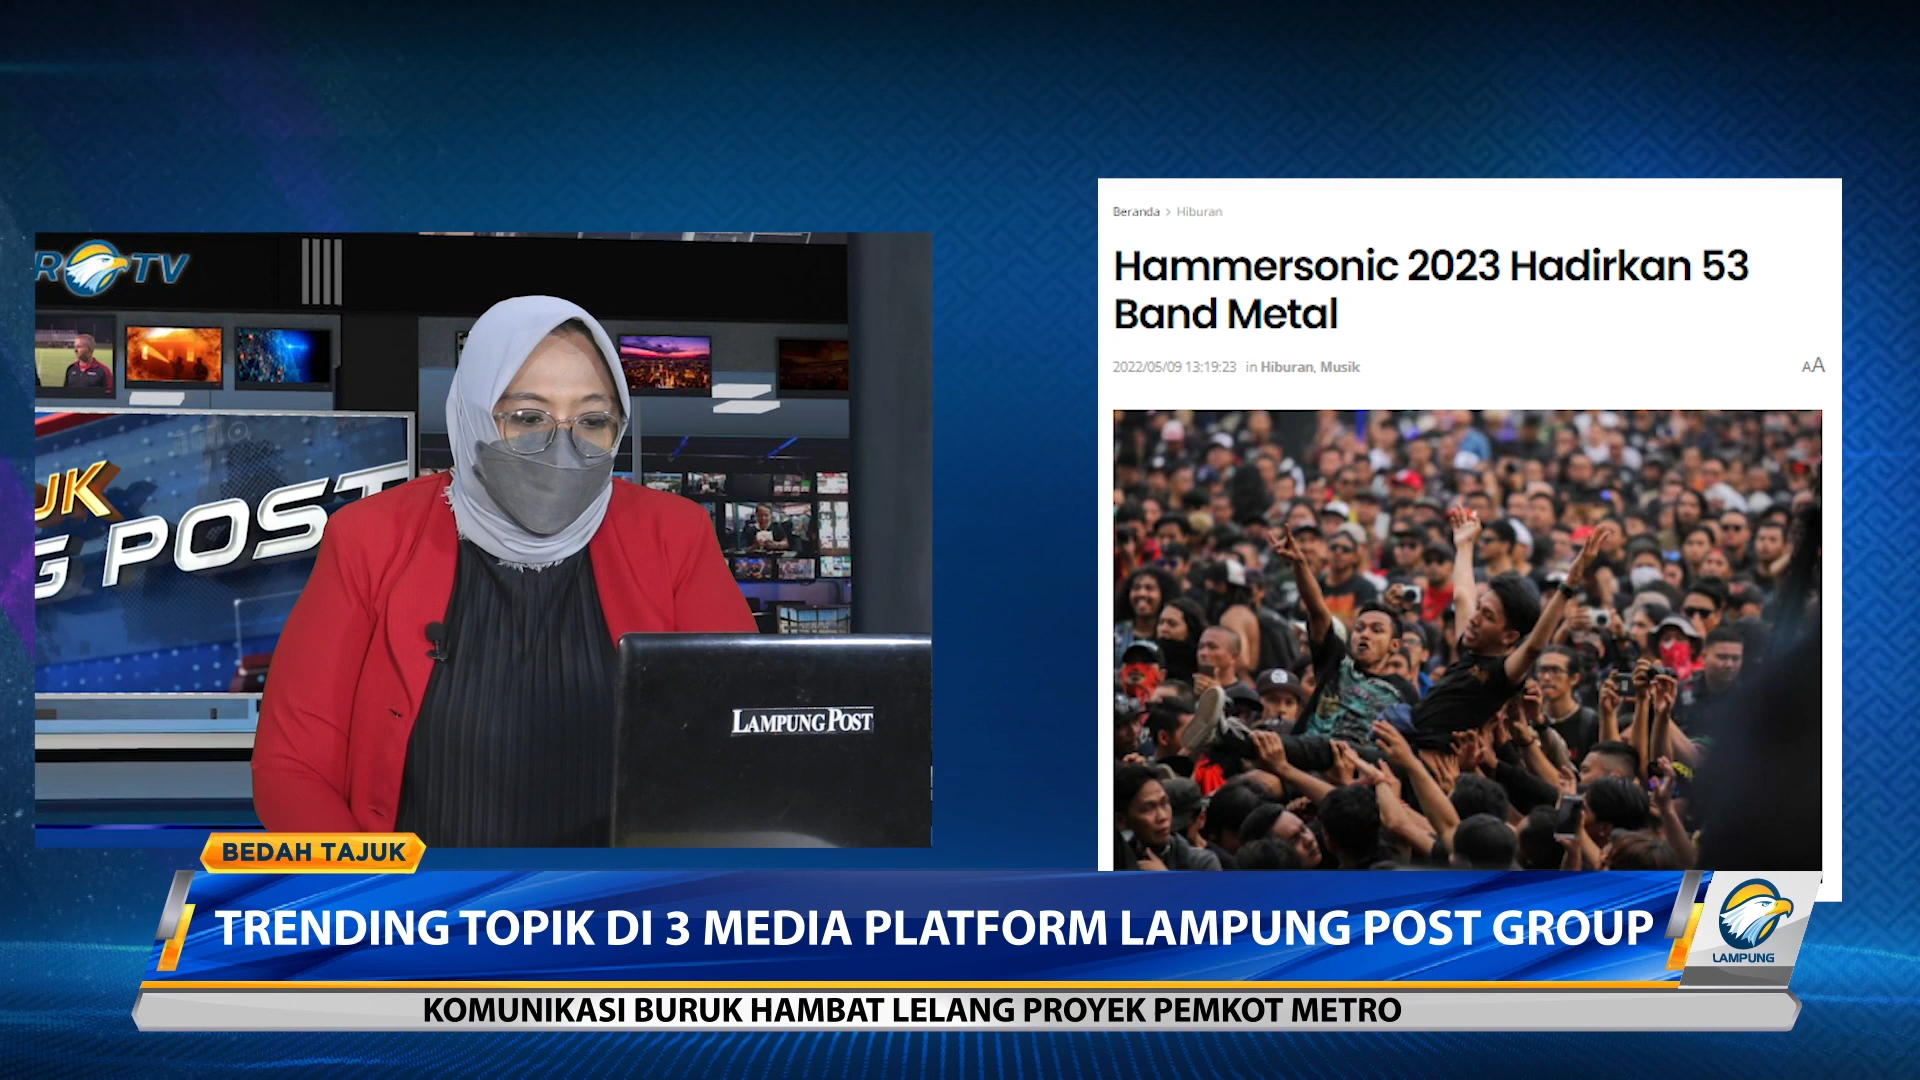 R TV
UK
G POST
LAMPUNG POST
Beranda > Hiburan
Hammersonic 2023 Hadirkan 53
Band Metal
2022/05/09 13:19:23 in Hiburan, Musik
AA
BEDAH TAJUK
TRENDING TOPIK DI 3 MEDIA PLATFORM LAMPUNG POST GROUP
LAMPUNG
KOMUNIKASI BURUK HAMBAT LELANG PROYEK PEMKOT METRO